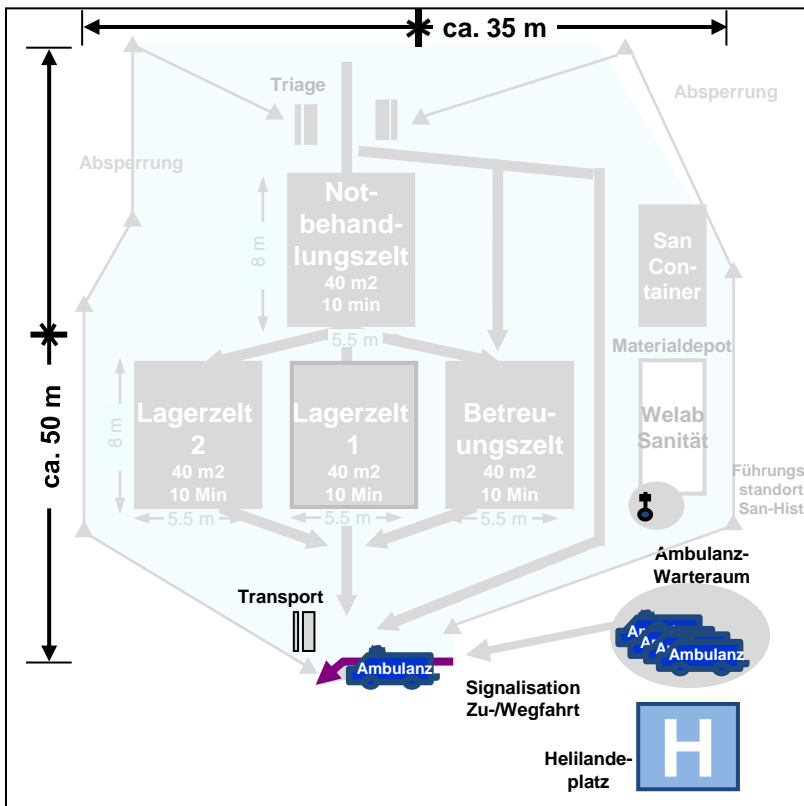 ca. 35 m
Triage
Absperrung
Absperrung
Not-
behand-
lungszelt
40 m2
10 min
8 m
5.5 m
San
Con-
tainer
Materialdepot
ca. 50 m
Lagerzelt
2
40 m2
10 Min
8 m
5.5 m
Lagerzelt
1
40 m2
10 Min
5.5 m
Betreu-
ungszelt
40 m2
10 Min
5.5 m
Welab
Sanität
Führungs
standort
San-Hist
Ambulanz-
Warteraum
Transport
Ambulanz
Ambulanz
Signalisation
Zu-/Wegfahrt
Helilande-
platz
H